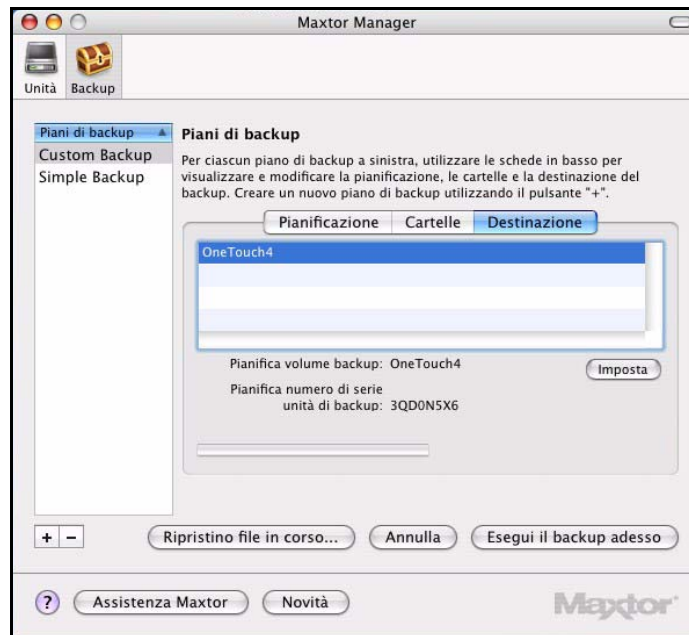 Maxtor Manager
Unità
Backup
Piani di backup
Custom Backup
Simple Backup
Piani di backup
Per ciascun piano di backup a sinistra, utilizzare le schede in basso per
visualizzare e modificare la pianificazione, le cartelle e la destinazione del
backup. Creare un nuovo piano di backup utilizzando il pulsante "+".
Pianificazione
Cartelle
Destinazione
OneTouch4
Pianifica volume backup: OneTouch4
Imposta
Pianifica numero di serie
unità di backup: 3QD0N5X6
+ −
Ripristino file in corso...
Annulla
Esegui il backup adesso
?
Assistenza Maxtor
Novità
Maxtor